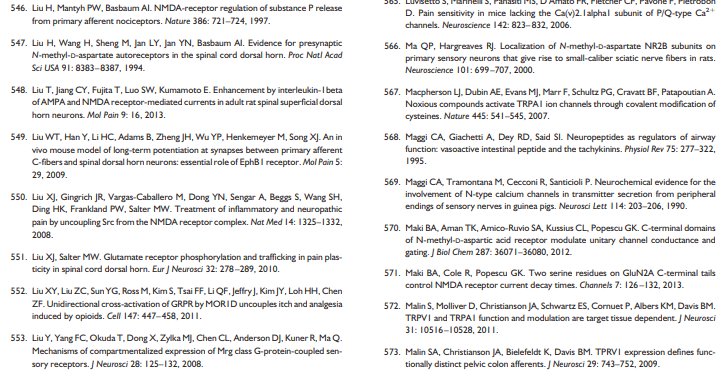 546. Liu H, Mantyh PW, Basbaum AI. NMDA-receptor regulation of substance P release
from primary afferent nociceptors. Nature 386: 721–724, 1997.
547. Liu H, Wang H, Sheng M, Jan LY, Jan YN, Basbaum AI. Evidence for presynaptic
N-methyl-D-aspartate autoreceptors in the spinal cord dorsal horn. Proc Natl Acad
Sci USA 91: 8383–8387, 1994.
548. Liu T, Jiang CY, Fujita T, Luo SW, Kumamoto E. Enhancement by interleukin-1beta
of AMPA and NMDA receptor-mediated currents in adult rat spinal superficial dorsal
horn neurons. Mol Pain 9: 16, 2013.
549. Liu WT, Han Y, Li HC, Adams B, Zheng JH, Wu YP, Henkemeyer M, Song XJ. An in
vivo mouse model of long-term potentiation at synapses between primary afferent
C-fibers and spinal dorsal horn neurons: essential role of EphB1 receptor. Mol Pain 5:
29, 2009.
550. Liu XJ, Gingrich JR, Vargas-Caballero M, Dong YN, Sengar A, Beggs S, Wang SH,
Ding HK, Frankland PW, Salter MW. Treatment of inflammatory and neuropathic
pain by uncoupling Src from the NMDA receptor complex. Nat Med 14: 1325–1332,
2008.
551. Liu XJ, Salter MW. Glutamate receptor phosphorylation and trafficking in pain plas-
ticity in spinal cord dorsal horn. Eur J Neurosci 32: 278–289, 2010.
552. Liu XY, Liu ZC, Sun YG, Ross M, Kim S, Tsai FF, Li QF, Jeffry J, Kim JY, Loh HH, Chen
ZF. Unidirectional cross-activation of GRPR by MOR1D uncouples itch and analgesia
induced by opioids. Cell 147: 447–458, 2011.
553. Liu Y, Yang FC, Okuda T, Dong X, Zylka MJ, Chen CL, Anderson DJ, Kuner R, Ma Q.
Mechanisms of compartmentalized expression of Mrg class G-protein-coupled sen-
sory receptors. J Neurosci 28: 125–132, 2008.
565. Luvisetto S, Marinelli S, Panasiti MS, D'Amato FR, Fletcher CF, Pavone F, Pietrobon
D. Pain sensitivity in mice lacking the Ca(v)2.1alpha1 subunit of P/Q-type Ca2+
channels. Neuroscience 142: 823–832, 2006.
566. Ma QP, Hargreaves RJ. Localization of N-methyl-D-aspartate NR2B subunits on
primary sensory neurons that give rise to small-caliber sciatic nerve fibers in rats.
Neuroscience 101: 699–707, 2000.
567. Macpherson LJ, Dubin AE, Evans MJ, Marr F, Schultz PG, Cravatt BF, Patapoutian A.
Noxious compounds activate TRPA1 ion channels through covalent modification of
cysteines. Nature 445: 541–545, 2007.
568. Maggi CA, Giachetti A, Dey RD, Said SI. Neuropeptides as regulators of airway
function: vasoactive intestinal peptide and the tachykinins. Physiol Rev 75: 277–322,
1995.
569. Maggi CA, Tramontana M, Cecconi R, Santicioli P. Neurochemical evidence for the
involvement of N-type calcium channels in transmitter secretion from peripheral
endings of sensory nerves in guinea pigs. Neurosci Lett 114: 203–206, 1990.
570. Maki BA, Aman TK, Amico-Ruvio SA, Kussius CL, Popescu GK. C-terminal domains
of N-methyl-D-aspartic acid receptor modulate unitary channel conductance and
gating. J Biol Chem 287: 36071–36080, 2012.
571. Maki BA, Cole R, Popescu GK. Two serine residues on GluN2A C-terminal tails
control NMDA receptor current decay times. Channels 7: 126–132, 2013.
572. Malin S, Molliver D, Christianson JA, Schwartz ES, Cornuet P, Albers KM, Davis BM.
TRPV1 and TRPA1 function and modulation are target tissue dependent. J Neurosci
31: 10516–10528, 2011.
573. Malin SA, Christianson JA, Bielefeldt K, Davis BM. TPRV1 expression defines func-
tionally distinct pelvic colon afferents. J Neurosci 29: 743–752, 2009.